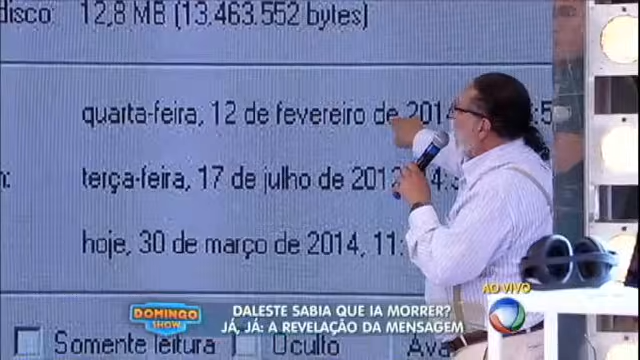 disco: 12,8 MB (13.463.552 bytes)
quarta-feira, 12 de fevereiro de 2014
terça-feira, 17 de julho de 201
hoje, 30 de março de 2014, 11:
AO VIVO
DOMINGO SHOW
DALESTE SABIA QUE IA MORRER?
JÁ, JÁ: A REVELAÇÃO DA MENSAGEM
Somente leitura Oculto